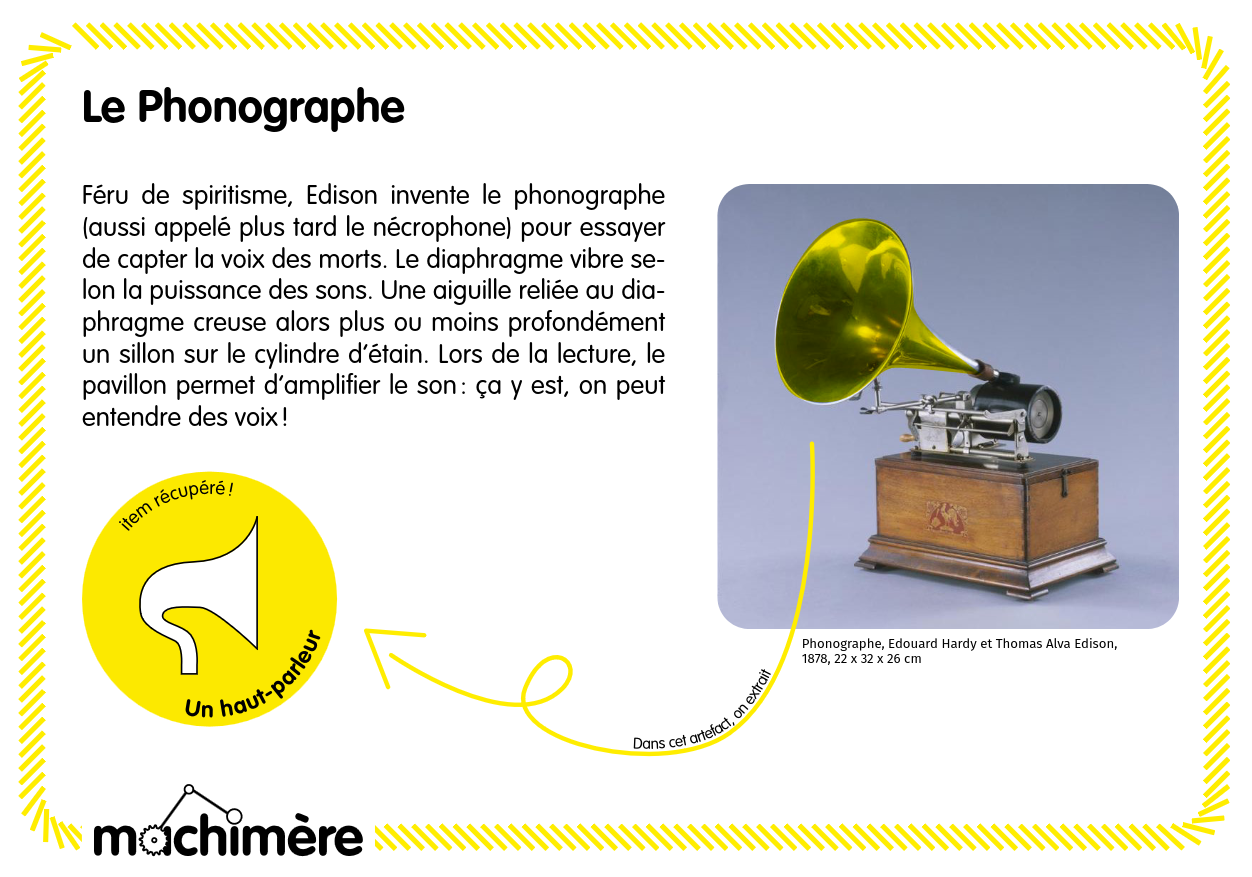 Le Phonographe
Féru de spiritisme, Edison invente le phonographe
(aussi appelé plus tard le nécrophone) pour essayer
de capter la voix des morts. Le diaphragme vibre se-
lon la puissance des sons. Une aiguille reliée au dia-
phragme creuse alors plus ou moins profondément
un sillon sur le cylindre d’étain. Lors de la lecture, le
pavillon permet d’amplifier le son : ça y est, on peut
entendre des voix !
item récupéré !
Un haut-parleur
Phonographe, Edouard Hardy et Thomas Alva Edison,
1878, 22 x 32 x 26 cm
Dans cet artefact, on extrait
machimère